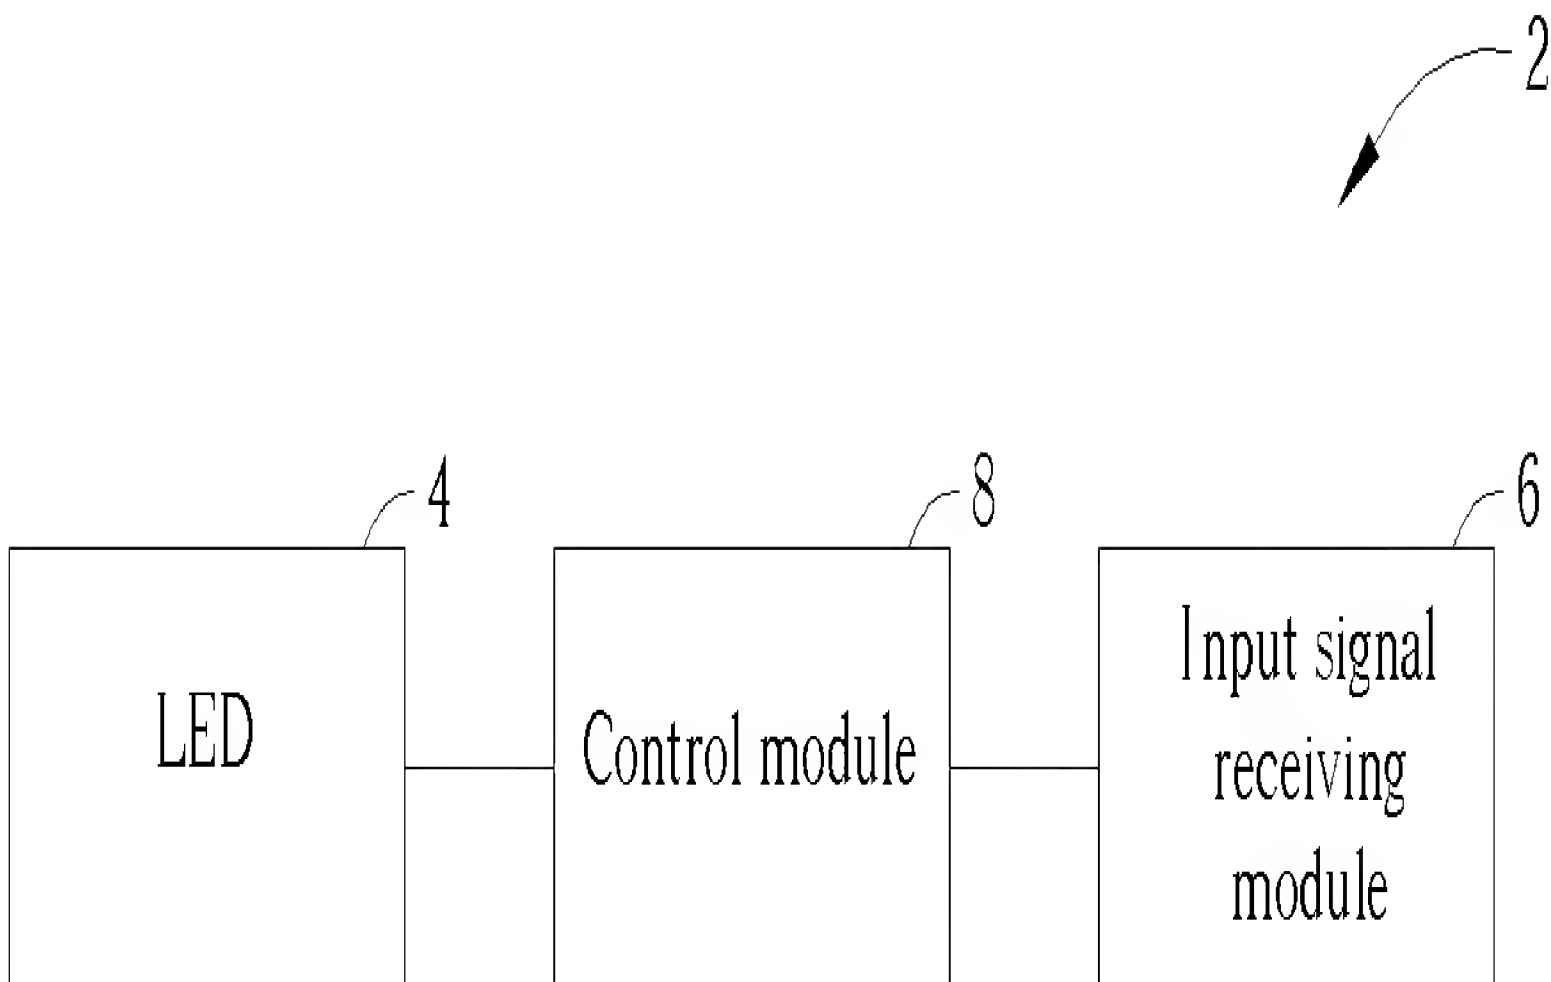 2
4
8
6
LED
Control module
Input signal
receiving
module